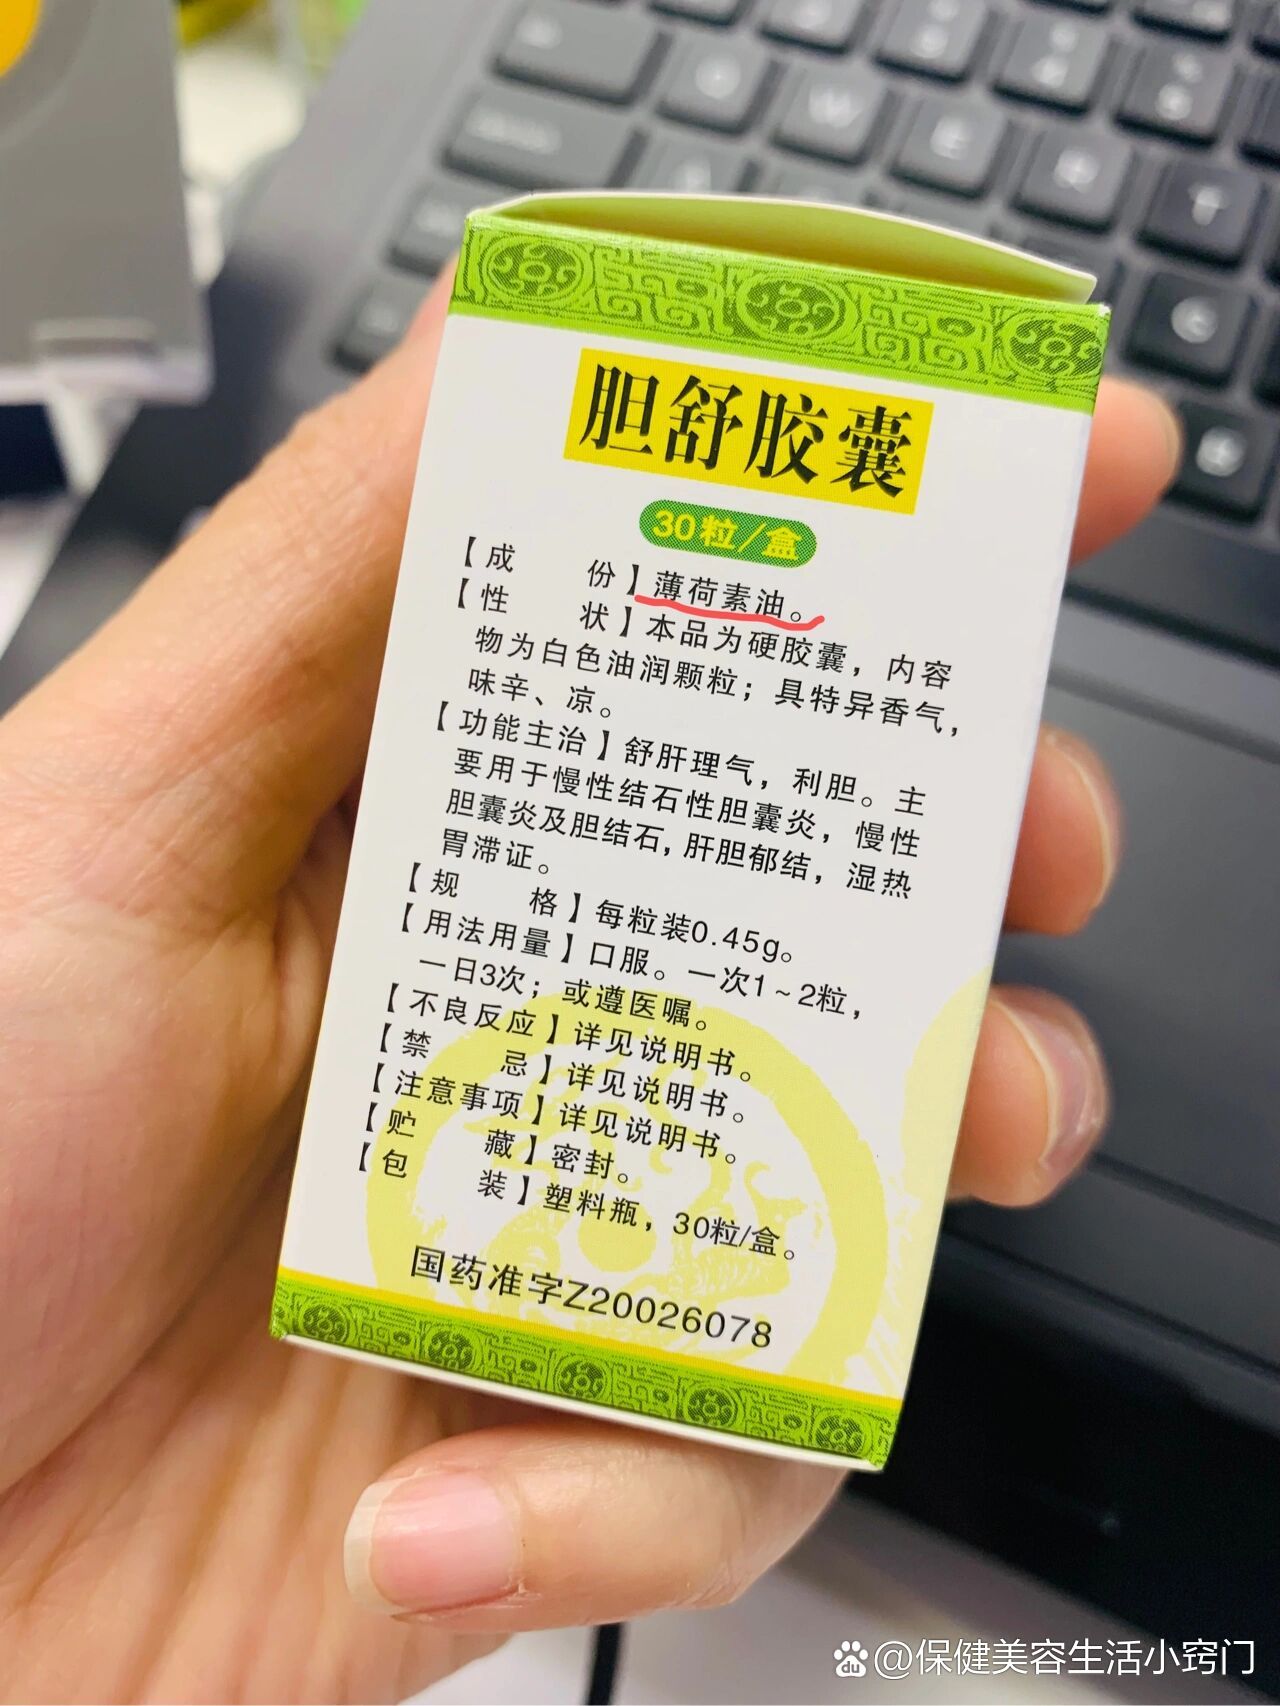 胆舒胶囊
30粒/盒
【成份】薄荷素油。
【性状】本品为硬胶囊，内容
物为白色油润颗粒；具特异香气，
味辛、凉。
【功能主治】舒肝理气，利胆。主
要用于慢性结石性胆囊炎，慢性
胆囊炎及胆结石，肝胆郁结，湿热
胃滞证。
【规格】每粒装0.45g。
【用法用量】口服。一次1~2粒，
一日3次；或遵医嘱。
【不良反应】详见说明书。
【禁忌】详见说明书。
【注意事项】详见说明书。
【贮藏】密封。
【包装】塑料瓶，30粒/盒。
国药准字Z20026078
Q
W
E
R
T
A
G
B
du @保健美容生活小窍门